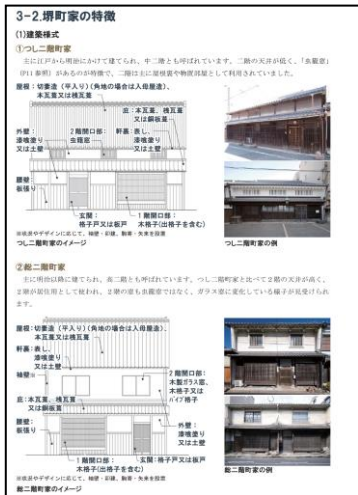 3-2.堺町家の特徴
(1)建築様式
①つし二階町家
主に江戸から明治にかけて建てられ、中二階とも呼ばれています。二階の天井が低く、「虫籠窓」
(P11参照)があるのが特徴で、二階は主に屋根裏や物置部屋として利用されていました。
屋根:切妻造(平入り)(角地の場合は入母屋造)、
本瓦葺又は桟瓦葺
庇:本瓦葺、桟瓦葺
又は銅板葺
外壁:
漆喰塗り
又は土壁
2階開口部:
虫籠窓
軒裏:表し、
漆喰塗り
又は土壁
腰壁:
板張り
玄関:
格子戸又は板戸
1階開口部:
木格子(出格子を含む)
つし二階町家のイメージ
つし二階町家の例
②総二階町家
主に明治以降に建てられ、高二階とも呼ばれています。つし二階町家と比べて2階の天井が高く、
2階が居住用として使われ、2階の窓も虫籠窓ではなく、ガラス窓に変化している様子が見受けられ
ます。
屋根:切妻造(平入り)(角地の場合は入母屋造)、
本瓦葺又は桟瓦葺
軒裏:表し、
漆喰塗り
又は土壁
袖壁※
2階開口部:
木製ガラス窓、
木格子又は
パイプ格子
庇:本瓦葺、桟瓦葺
又は銅板葺
腰壁:
板張り
外壁:
漆喰塗り
又は土壁
1階開口部:
木格子(出格子を含む)
玄関:格子戸又は板戸
総二階町家のイメージ
総二階町家の例